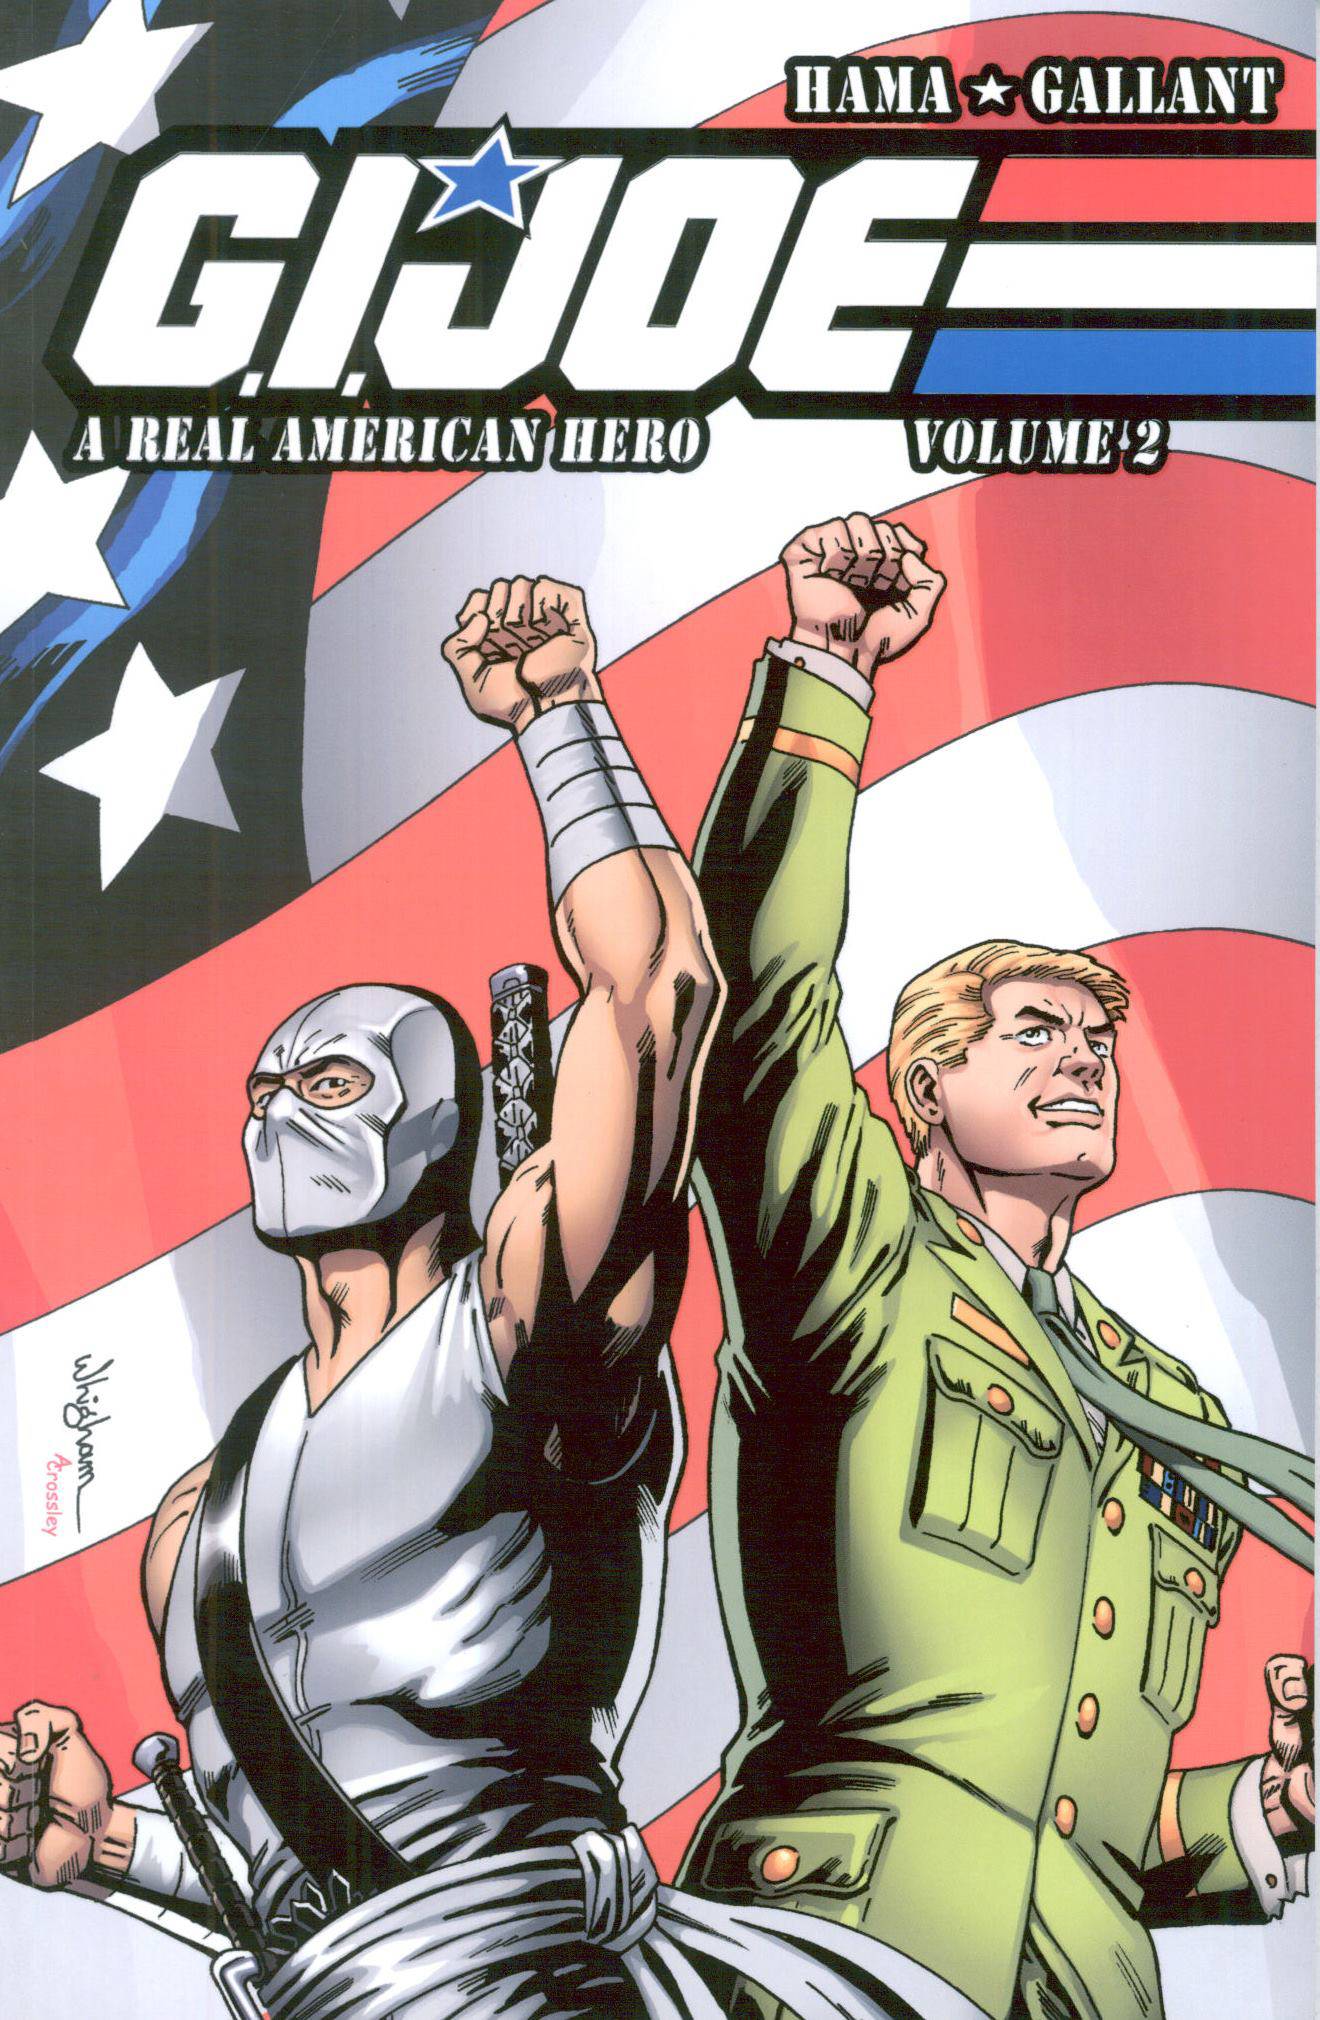 HAMA ★ GALLANT
G.I. JOE
A REAL AMERICAN HERO VOLUME 2
Whigham
A Crossley